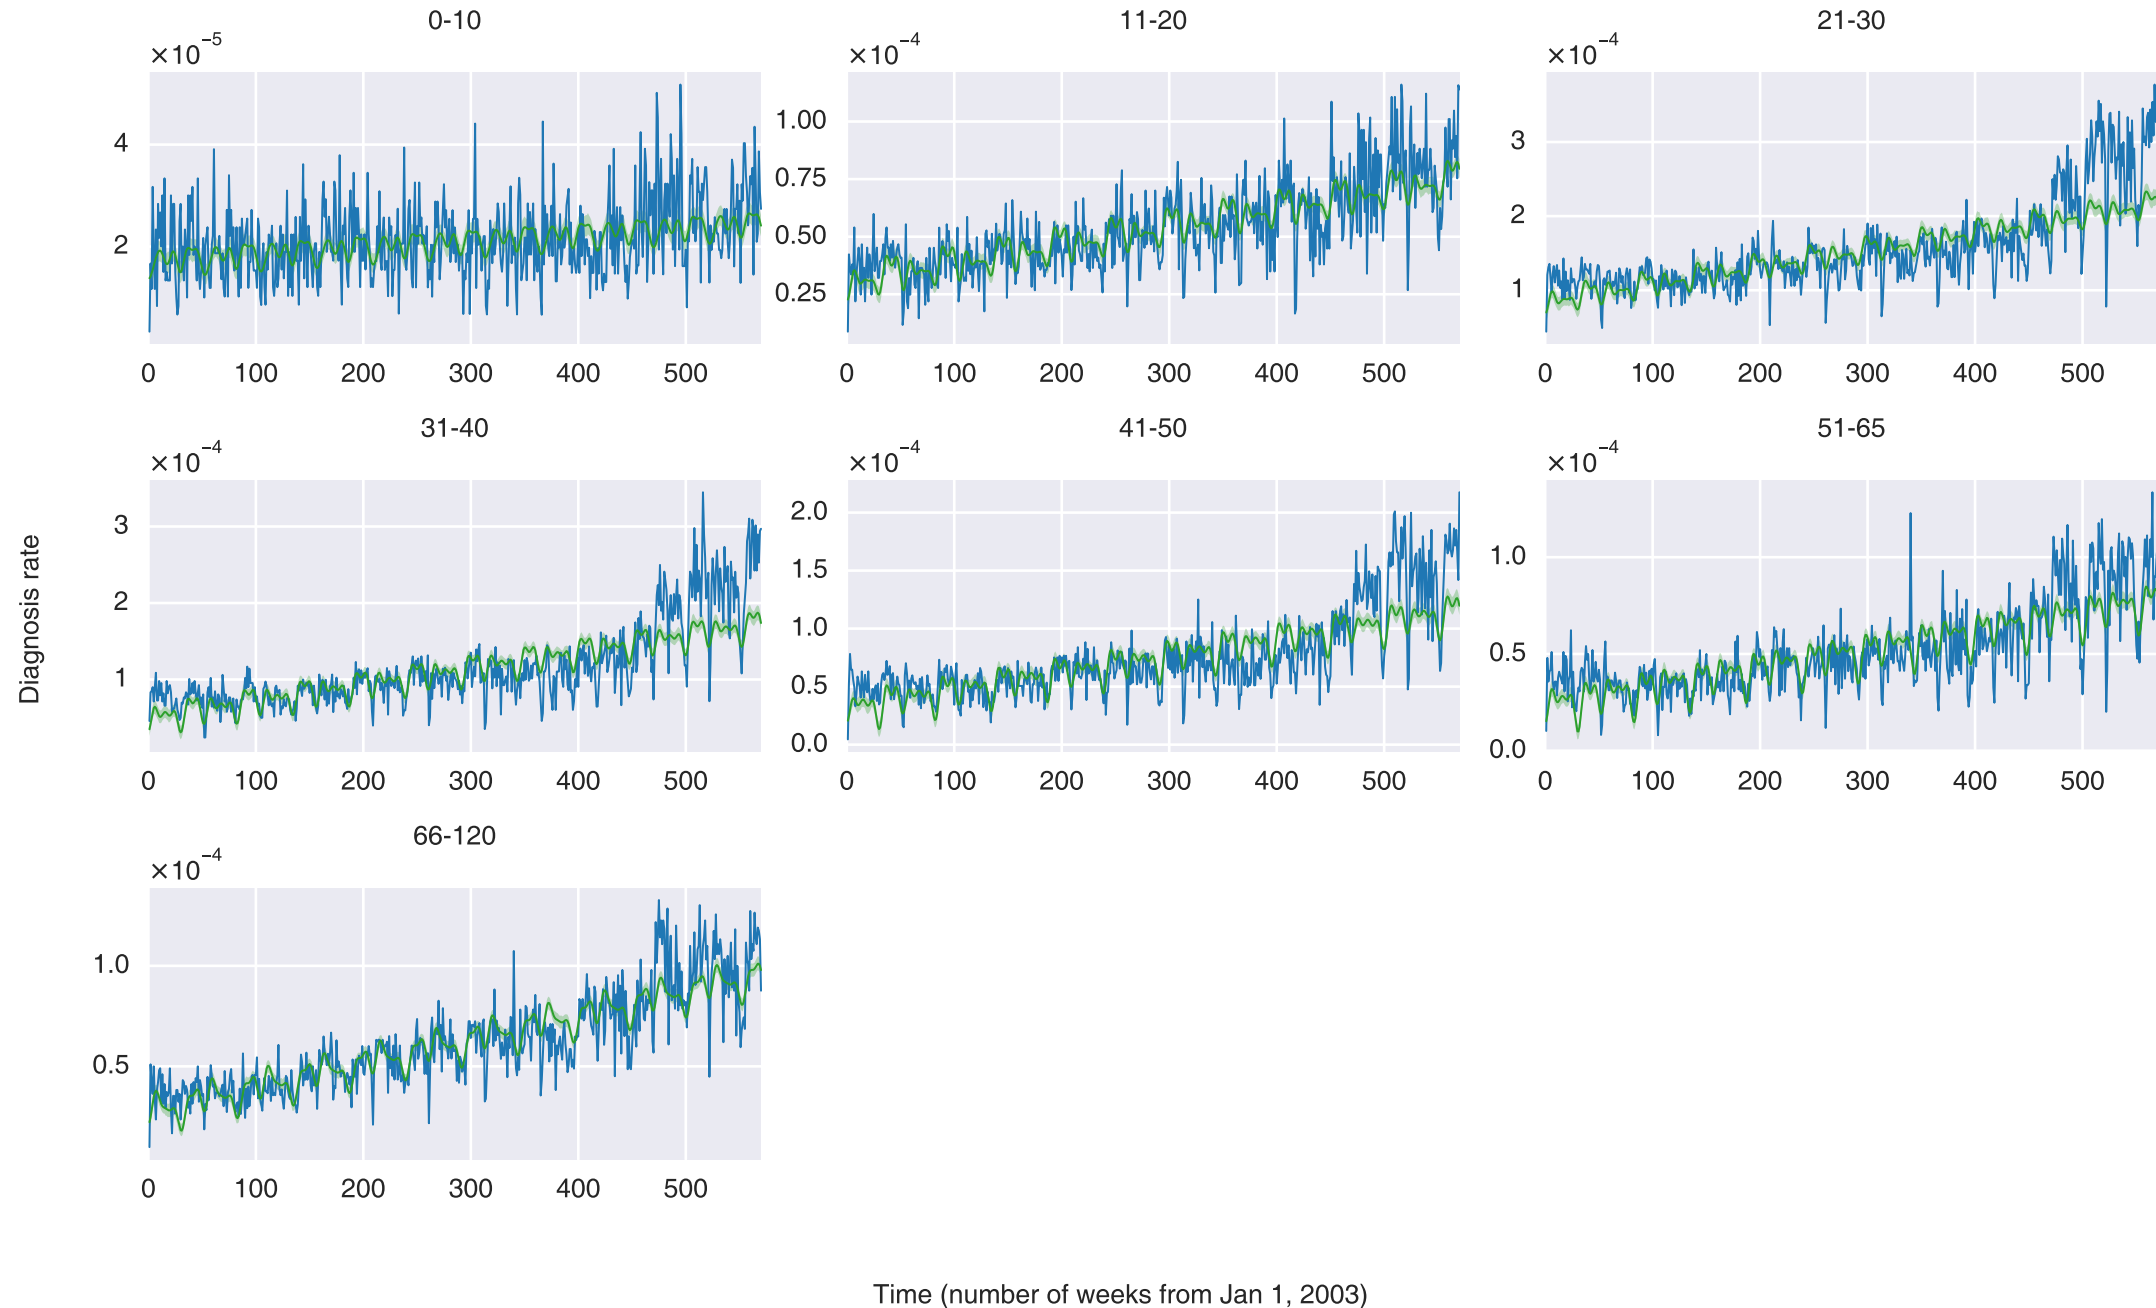 0-10 11-20 21-30
×10⁻⁵ ×10⁻⁴ ×10⁻⁴
4
2
1.00
0.75
0.50
0.25
3
2
1
0 100 200 300 400 500 0 100 200 300 400 500 0 100 200 300 400 500
31-40 41-50 51-65
×10⁻⁴ ×10⁻⁴ ×10⁻⁴
Diagnosis rate
3
2
1
2.0
1.5
1.0
0.5
0.0
1.0
0.5
0.0
0 100 200 300 400 500 0 100 200 300 400 500 0 100 200 300 400 500
66-120
×10⁻⁴
1.0
0.5
0 100 200 300 400 500
Time (number of weeks from Jan 1, 2003)